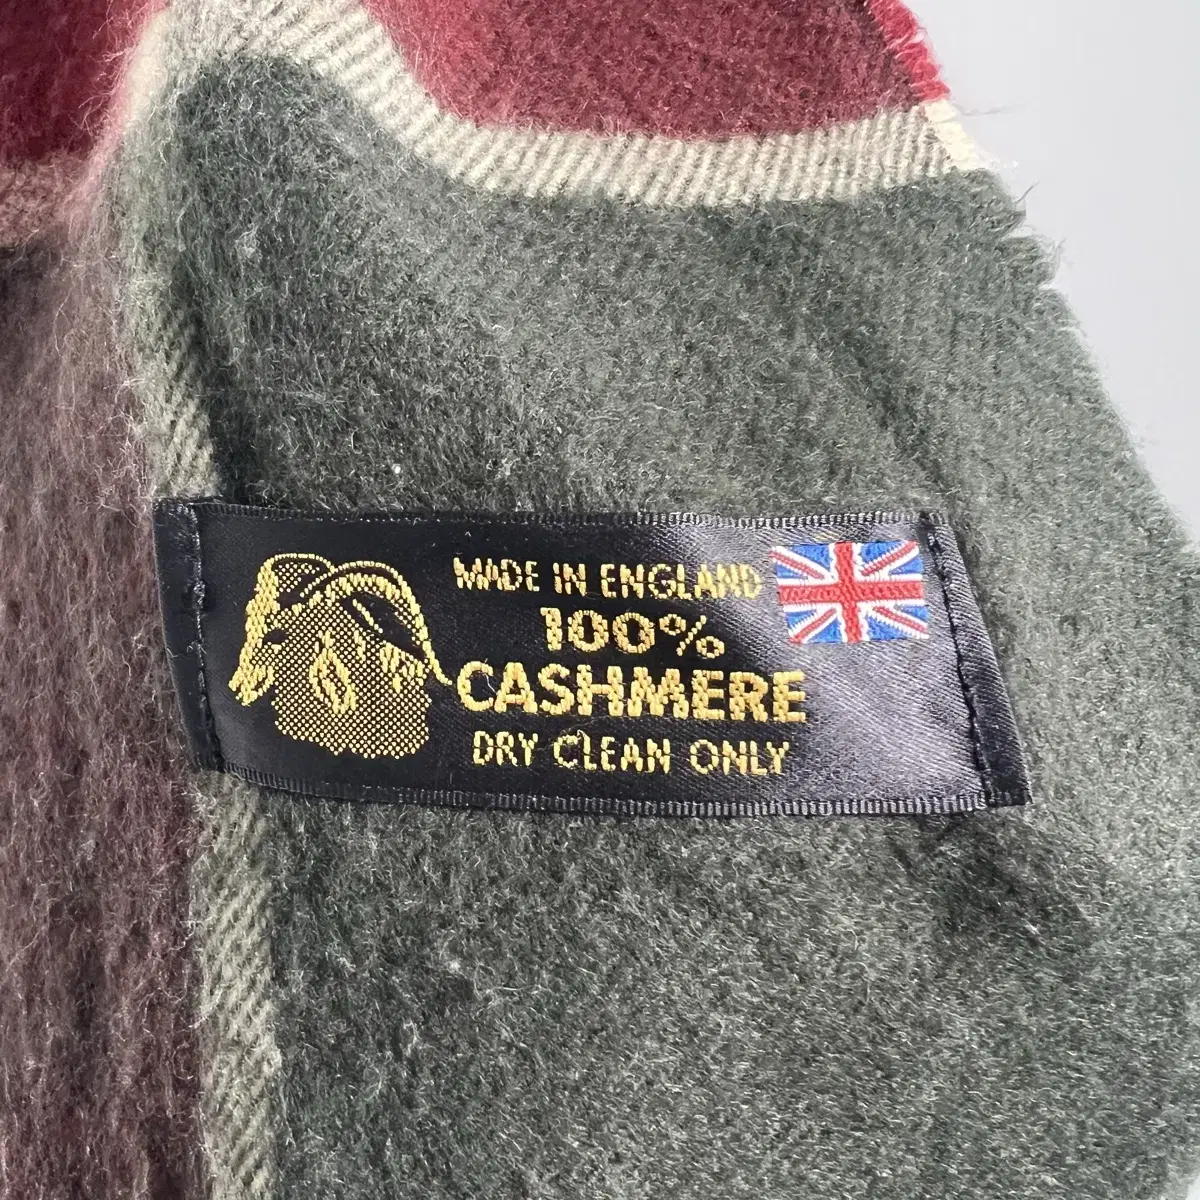 MADE IN ENGLAND
100%
CASHMERE
DRY CLEAN ONLY